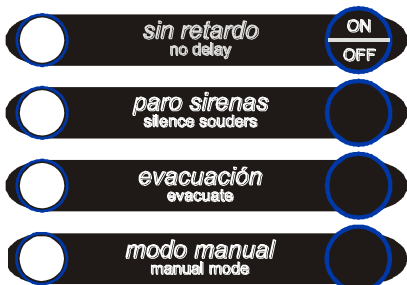 sin retardo
no delay
ON
OFF
paro sirenas
silence souders
evacuación
evacuate
modo manual
manual mode